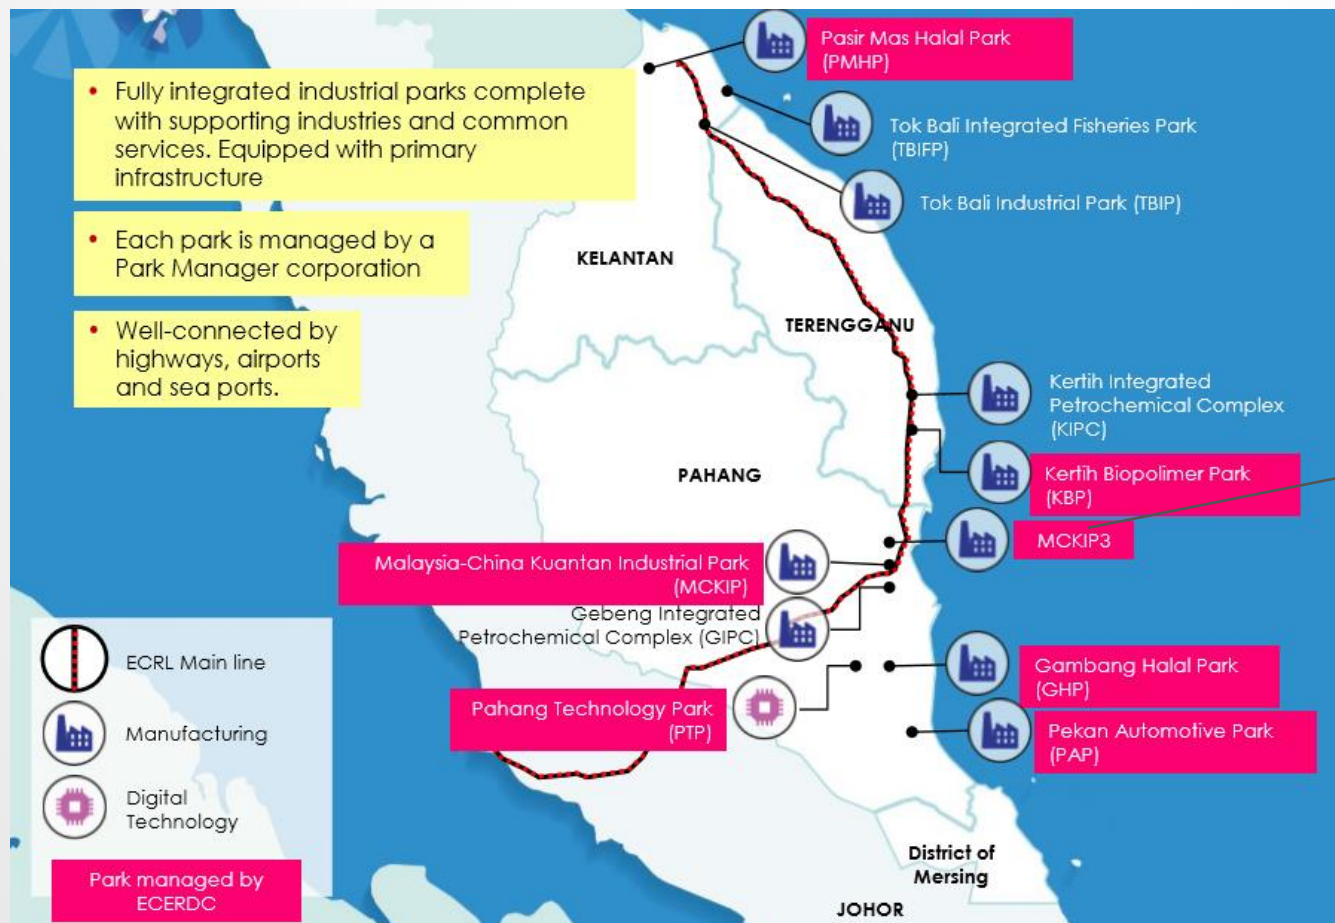 • Fully integrated industrial parks complete
with supporting industries and common
services. Equipped with primary
infrastructure
• Each park is managed by a
Park Manager corporation
• Well-connected by
highways, airports
and sea ports.
Pasir Mas Halal Park
(PMHP)
Tok Bali Integrated Fisheries Park
(TBIFP)
Tok Bali Industrial Park (TBIP)
KELANTAN
TERENGGANU
Kertih Integrated
Petrochemical Complex
(KIPC)
PAHANG
Kertih Biopolimer Park
(KBP)
MCKIP3
Malaysia-China Kuantan Industrial Park
(MCKIP)
Gebeng Integrated
Petrochemical Complex (GIPC)
Gambang Halal Park
(GHP)
Pahang Technology Park
(PTP)
Pekan Automotive Park
(PAP)
District of
Mersing
JOHOR
ECRL Main line
Manufacturing
Digital
Technology
Park managed by
ECERDC